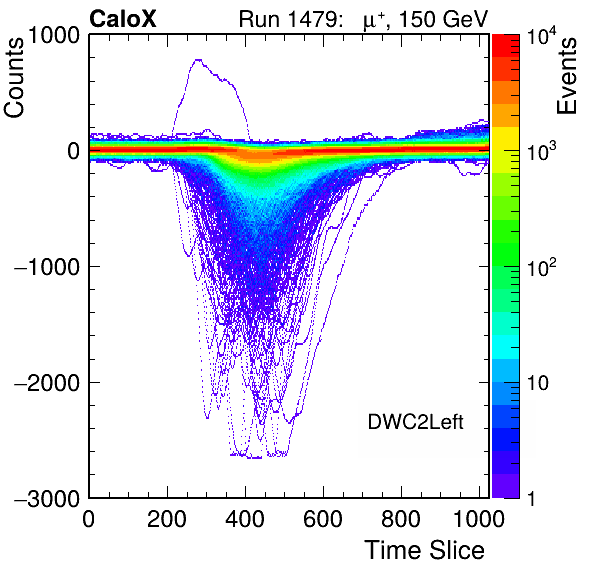 CaloX Run 1479: μ⁺, 150 GeV
Counts
Events
1000
0
−1000
−2000
−3000
0 200 400 600 800 1000
Time Slice
DWC2Left
10⁴
10³
10²
10
1